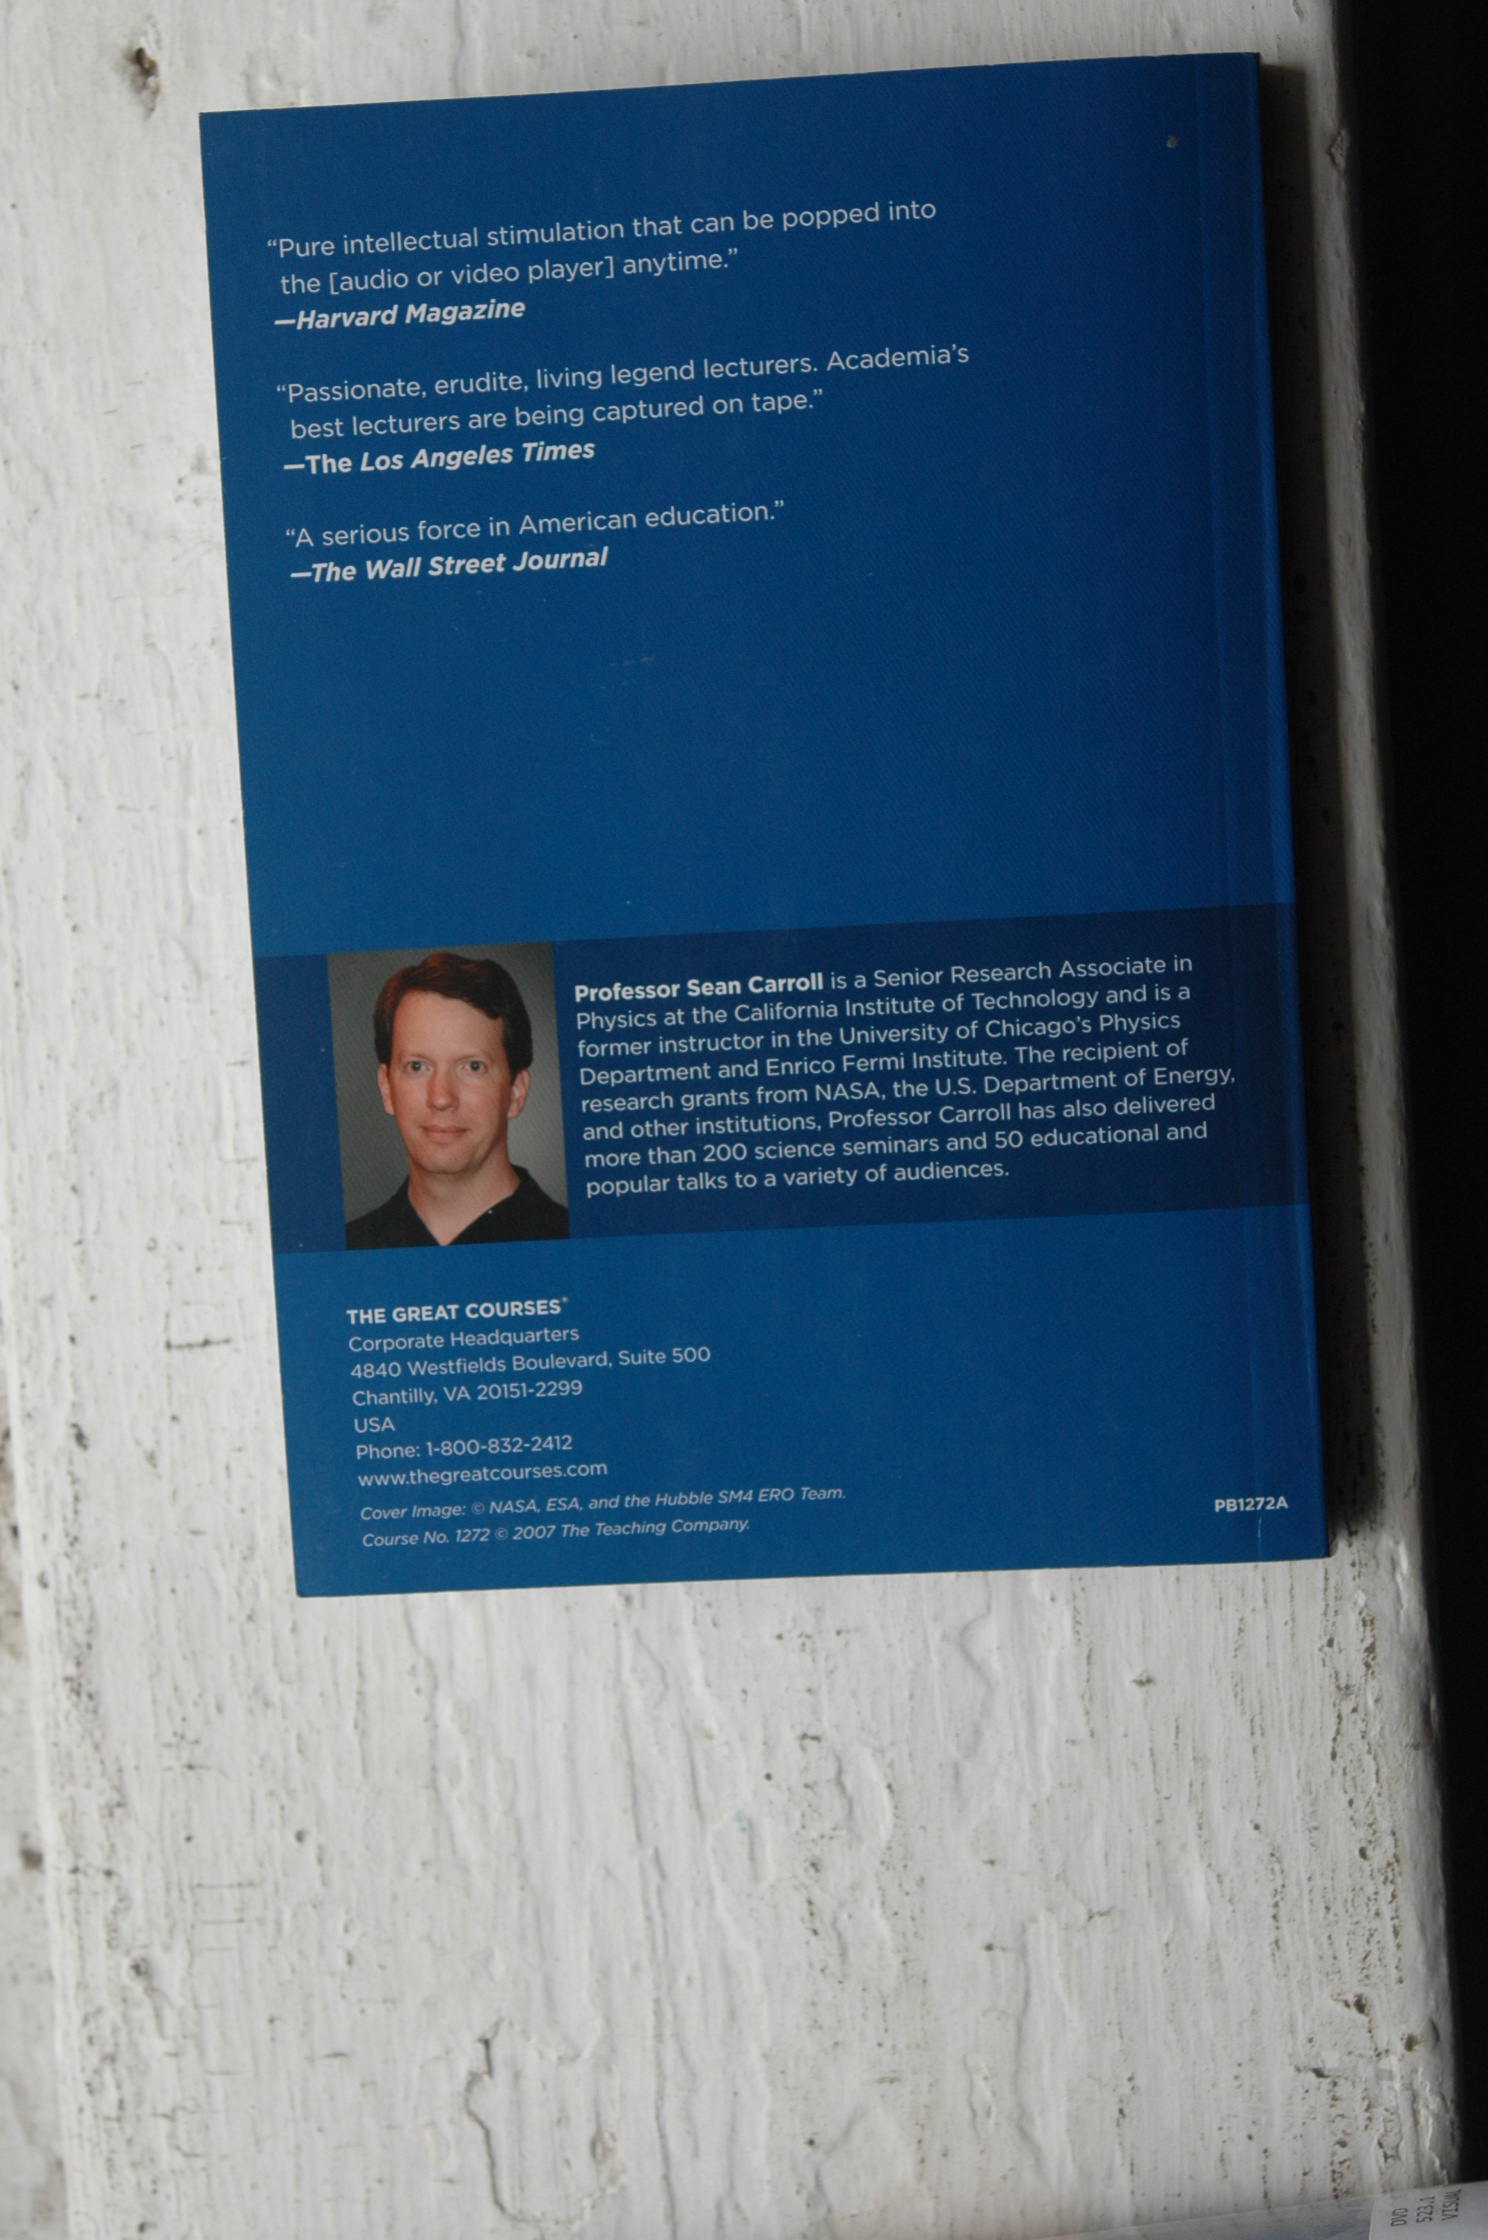 “Pure intellectual stimulation that can be popped into
the [audio or video player] anytime.”
—Harvard Magazine
“Passionate, erudite, living legend lecturers. Academia’s
best lecturers are being captured on tape.”
—The Los Angeles Times
“A serious force in American education.”
—The Wall Street Journal
Professor Sean Carroll is a Senior Research Associate in
Physics at the California Institute of Technology and is a
former instructor in the University of Chicago’s Physics
Department and Enrico Fermi Institute. The recipient of
research grants from NASA, the U.S. Department of Energy,
and other institutions, Professor Carroll has also delivered
more than 200 science seminars and 50 educational and
popular talks to a variety of audiences.
THE GREAT COURSES®
Corporate Headquarters
4840 Westfields Boulevard, Suite 500
Chantilly, VA 20151-2299
USA
Phone: 1-800-832-2412
www.thegreatcourses.com
Cover Image: © NASA, ESA, and the Hubble SM4 ERO Team.
Course No. 1272 © 2007 The Teaching Company.
PB1272A
DVD
523.1
VISUAL